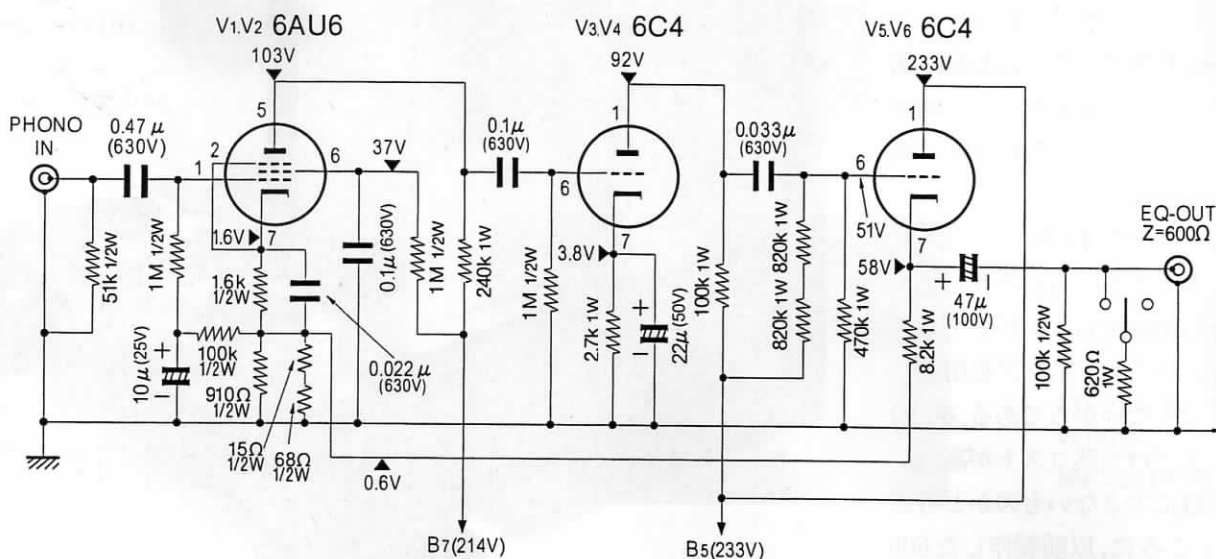 V1.V2 6AU6
103V
5
PHONO
IN
0.47μ
(630V)
2
1
6
37V
1.6V
7
51k 1/2W
1M 1/2W
1.6k
1/2W
0.1μ(630V)
1M 1/2W
240k 1W
10μ(25V)
+
−
100k
1/2W
910Ω
1/2W
0.022μ
(630V)
15Ω
1/2W
68Ω
1/2W
0.6V
B7(214V)
V3.V4 6C4
92V
1
0.1μ
(630V)
6
7
3.8V
1M 1/2W
2.7k 1W
+
−
22μ(50V)
100k 1W
B5(233V)
V5.V6 6C4
233V
1
0.033μ
(630V)
6
51V
7
58V
820k 1W
820k 1W
470k 1W
8.2k 1W
+
−
47μ
(100V)
100k 1/2W
620Ω
1W
EQ-OUT
Z=600Ω